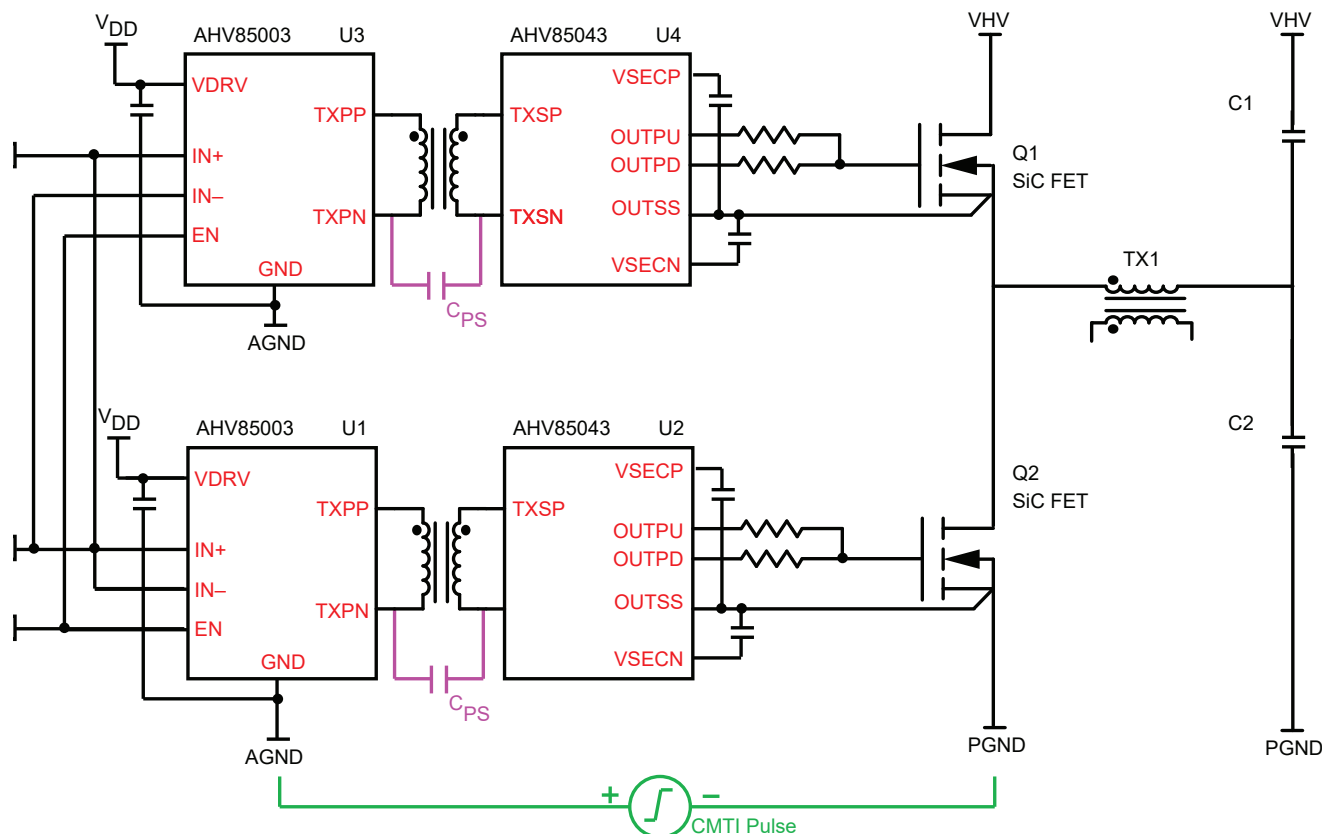 VDD
AHV85003 U3
AHV85043 U4
VHV
VHV
VDRV
TXPP
IN+
IN–
EN
TXPN
GND
AGND
CPS
TXSP
TXSN
VSECP
OUTPU
OUTPD
OUTSS
VSECN
Q1
SiC FET
C1
TX1
VDD
AHV85003 U1
AHV85043 U2
VDRV
TXPP
IN+
IN–
EN
TXPN
GND
AGND
CPS
TXSP
VSECP
OUTPU
OUTPD
OUTSS
VSECN
Q2
SiC FET
C2
PGND
PGND
+ –
CMTI Pulse